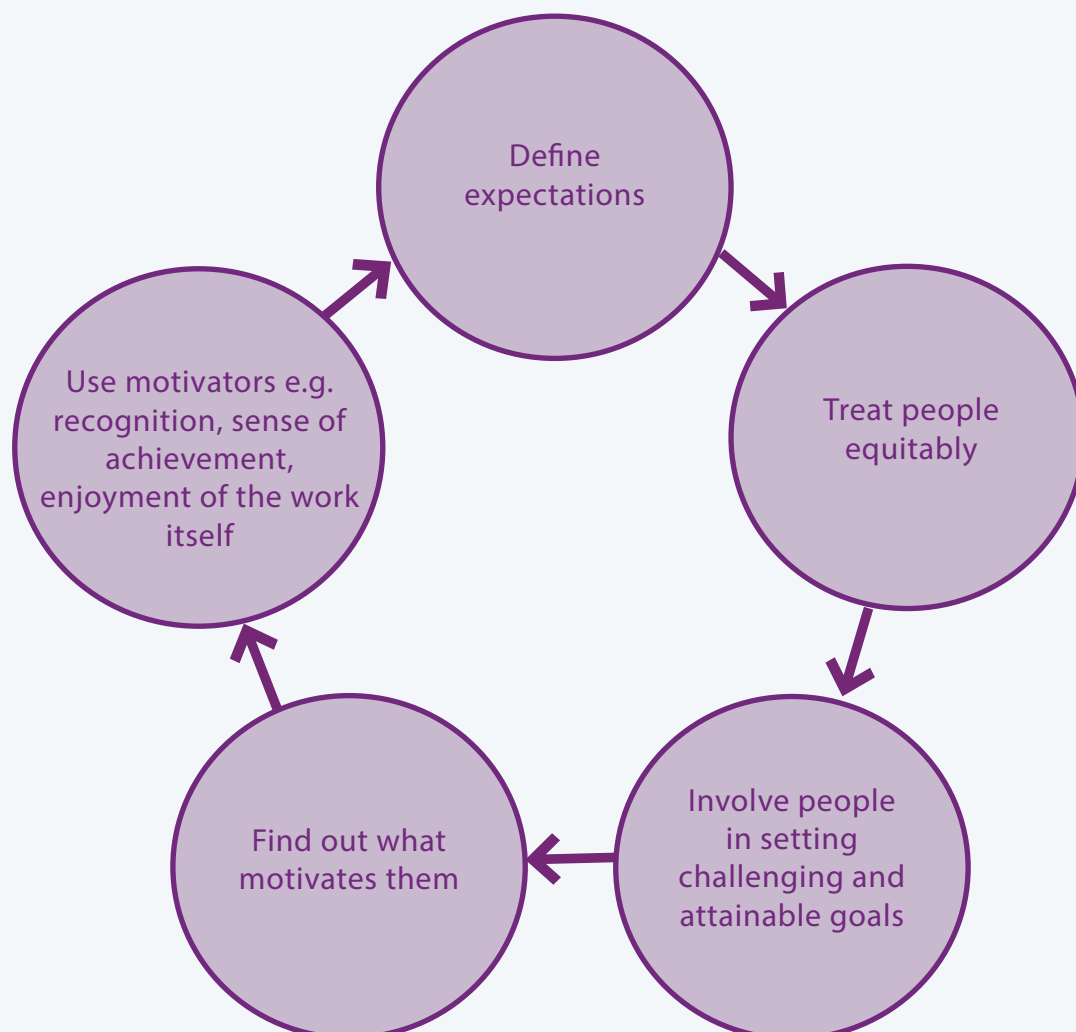 Define
expectations
Treat people
equitably
Involve people
in setting
challenging and
attainable goals
Find out what
motivates them
Use motivators e.g.
recognition, sense of
achievement,
enjoyment of the work
itself